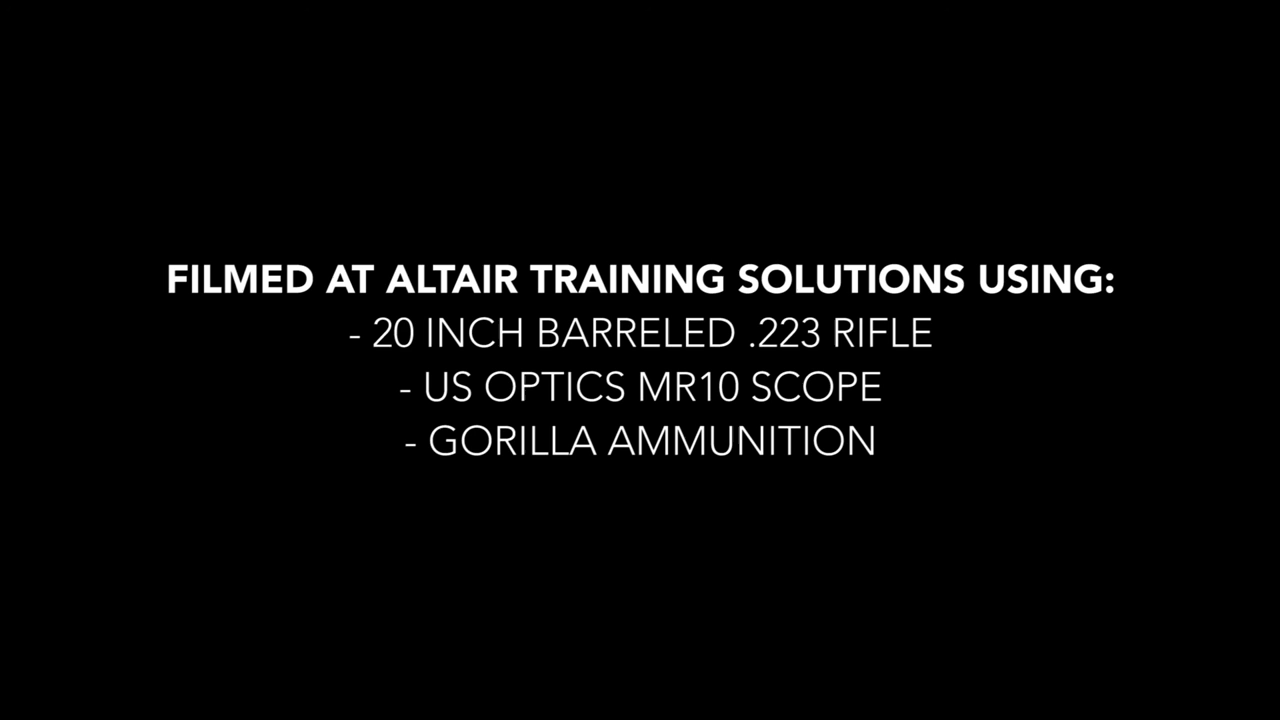 FILMED AT ALTAIR TRAINING SOLUTIONS USING:
- 20 INCH BARRELED .223 RIFLE
- US OPTICS MR10 SCOPE
- GORILLA AMMUNITION